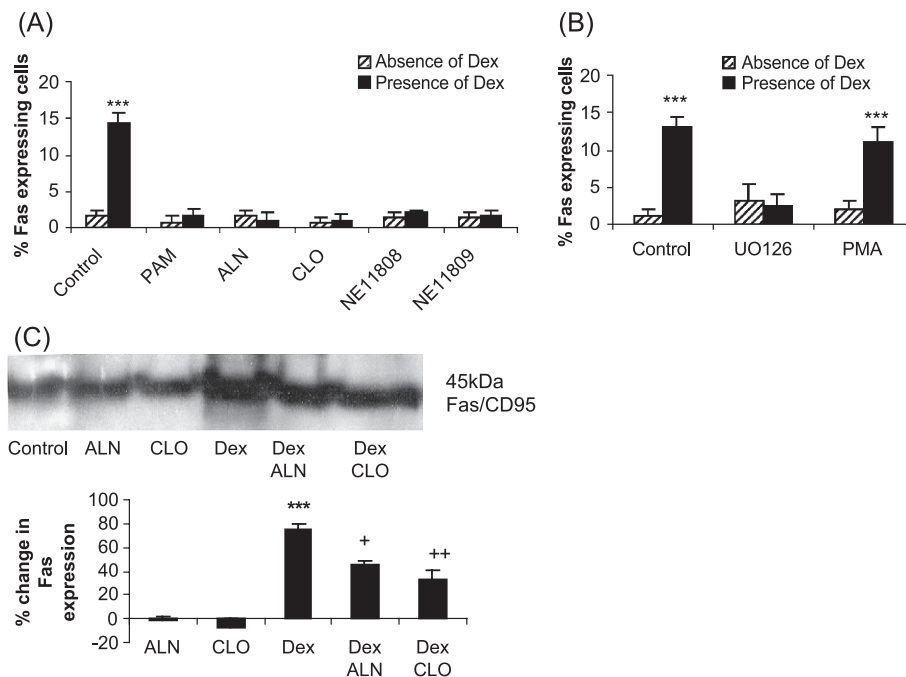 (A)
Absence of Dex
Presence of Dex
% Fas expressing cells
20
15
10
5
0
***
Control
PAM
ALN
CLO
NE11808
NE11809
(B)
Absence of Dex
Presence of Dex
% Fas expressing cells
20
15
10
5
0
***
***
Control
UO126
PMA
(C)
45kDa
Fas/CD95
Control
ALN
CLO
Dex
Dex
ALN
Dex
CLO
% change in
Fas
expression
100
80
60
40
20
0
-20
***
+
++
ALN
CLO
Dex
Dex
ALN
Dex
CLO